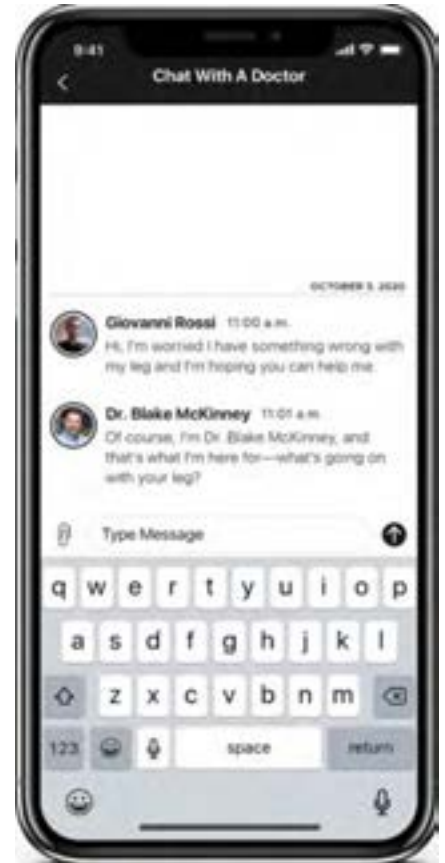 9:41
Chat With A Doctor
OCTOBER 5, 2020
Giovanni Rossi 11:00 a.m.
Hi, I'm worried I have something wrong with
my leg and I'm hoping you can help me.
Dr. Blake McKinney 11:01 a.m.
Of course, I'm Dr. Blake McKinney, and
that's what I'm here for—what's going on
with your leg?
Type Message
q w e r t y u i o p
a s d f g h j k l
z x c v b n m
123 space return